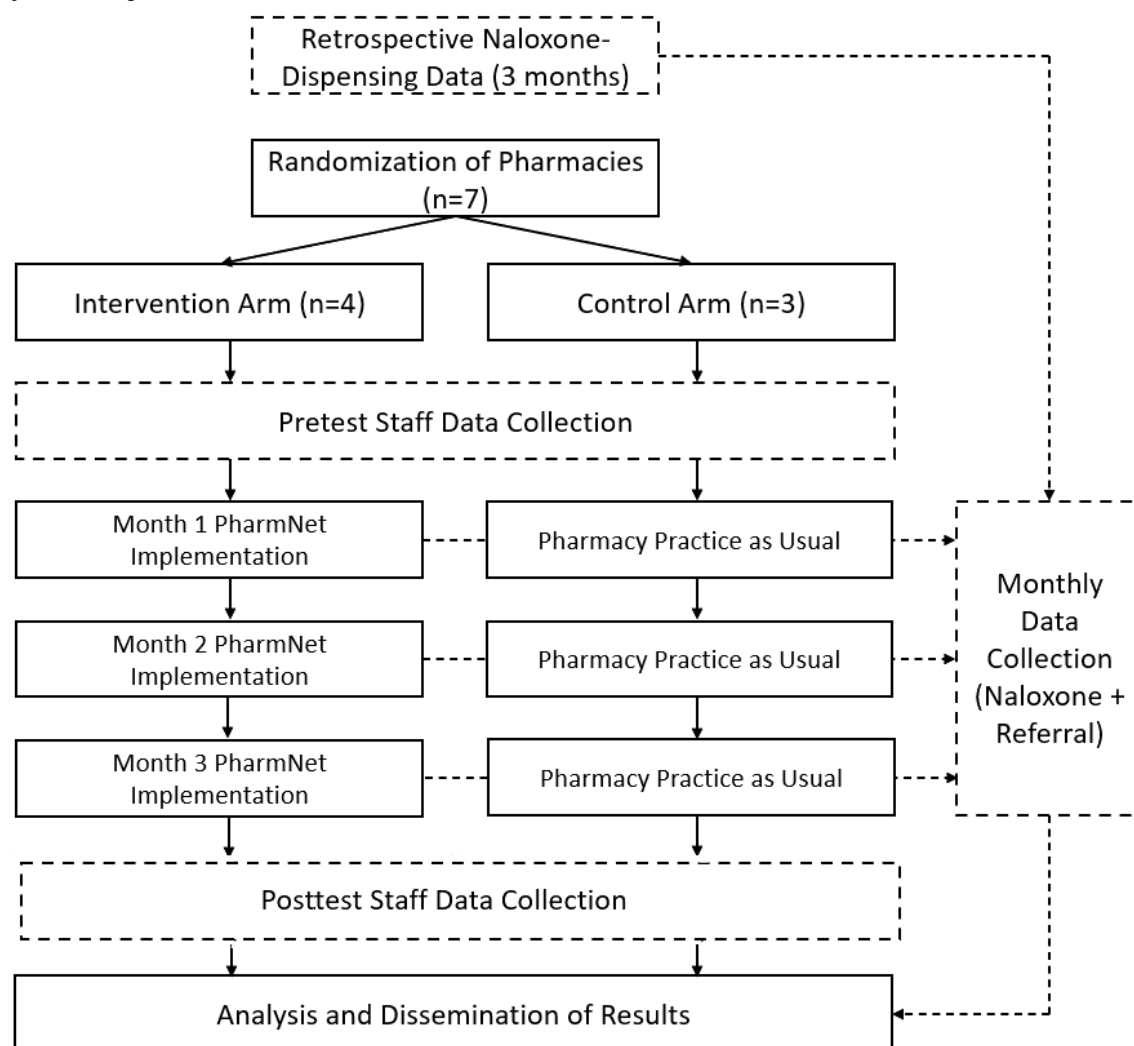 Retrospective Naloxone-
Dispensing Data (3 months)
Randomization of Pharmacies
(n=7)
Intervention Arm (n=4)
Control Arm (n=3)
Pretest Staff Data Collection
Month 1 PharmNet
Implementation
Pharmacy Practice as Usual
Month 2 PharmNet
Implementation
Pharmacy Practice as Usual
Month 3 PharmNet
Implementation
Pharmacy Practice as Usual
Monthly
Data
Collection
(Naloxone +
Referral)
Posttest Staff Data Collection
Analysis and Dissemination of Results